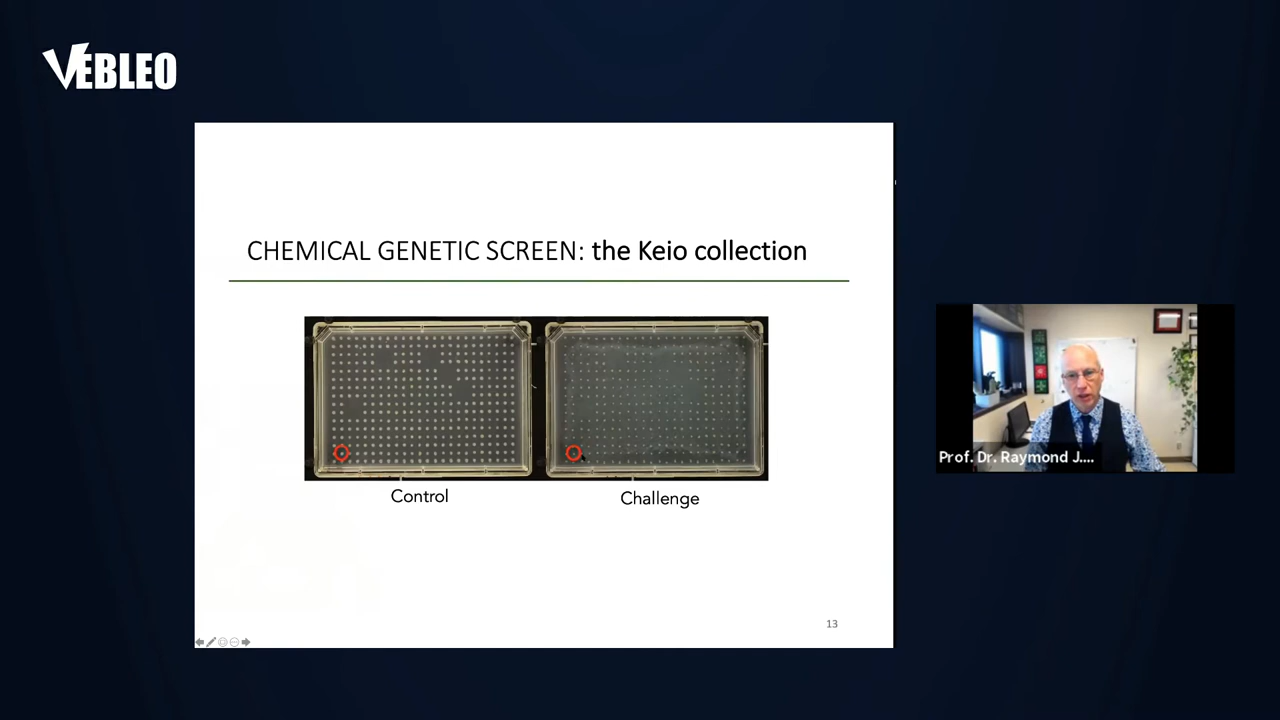 VEBLEO
CHEMICAL GENETIC SCREEN: the Keio collection
Control
Challenge
13
Prof. Dr. Raymond J....